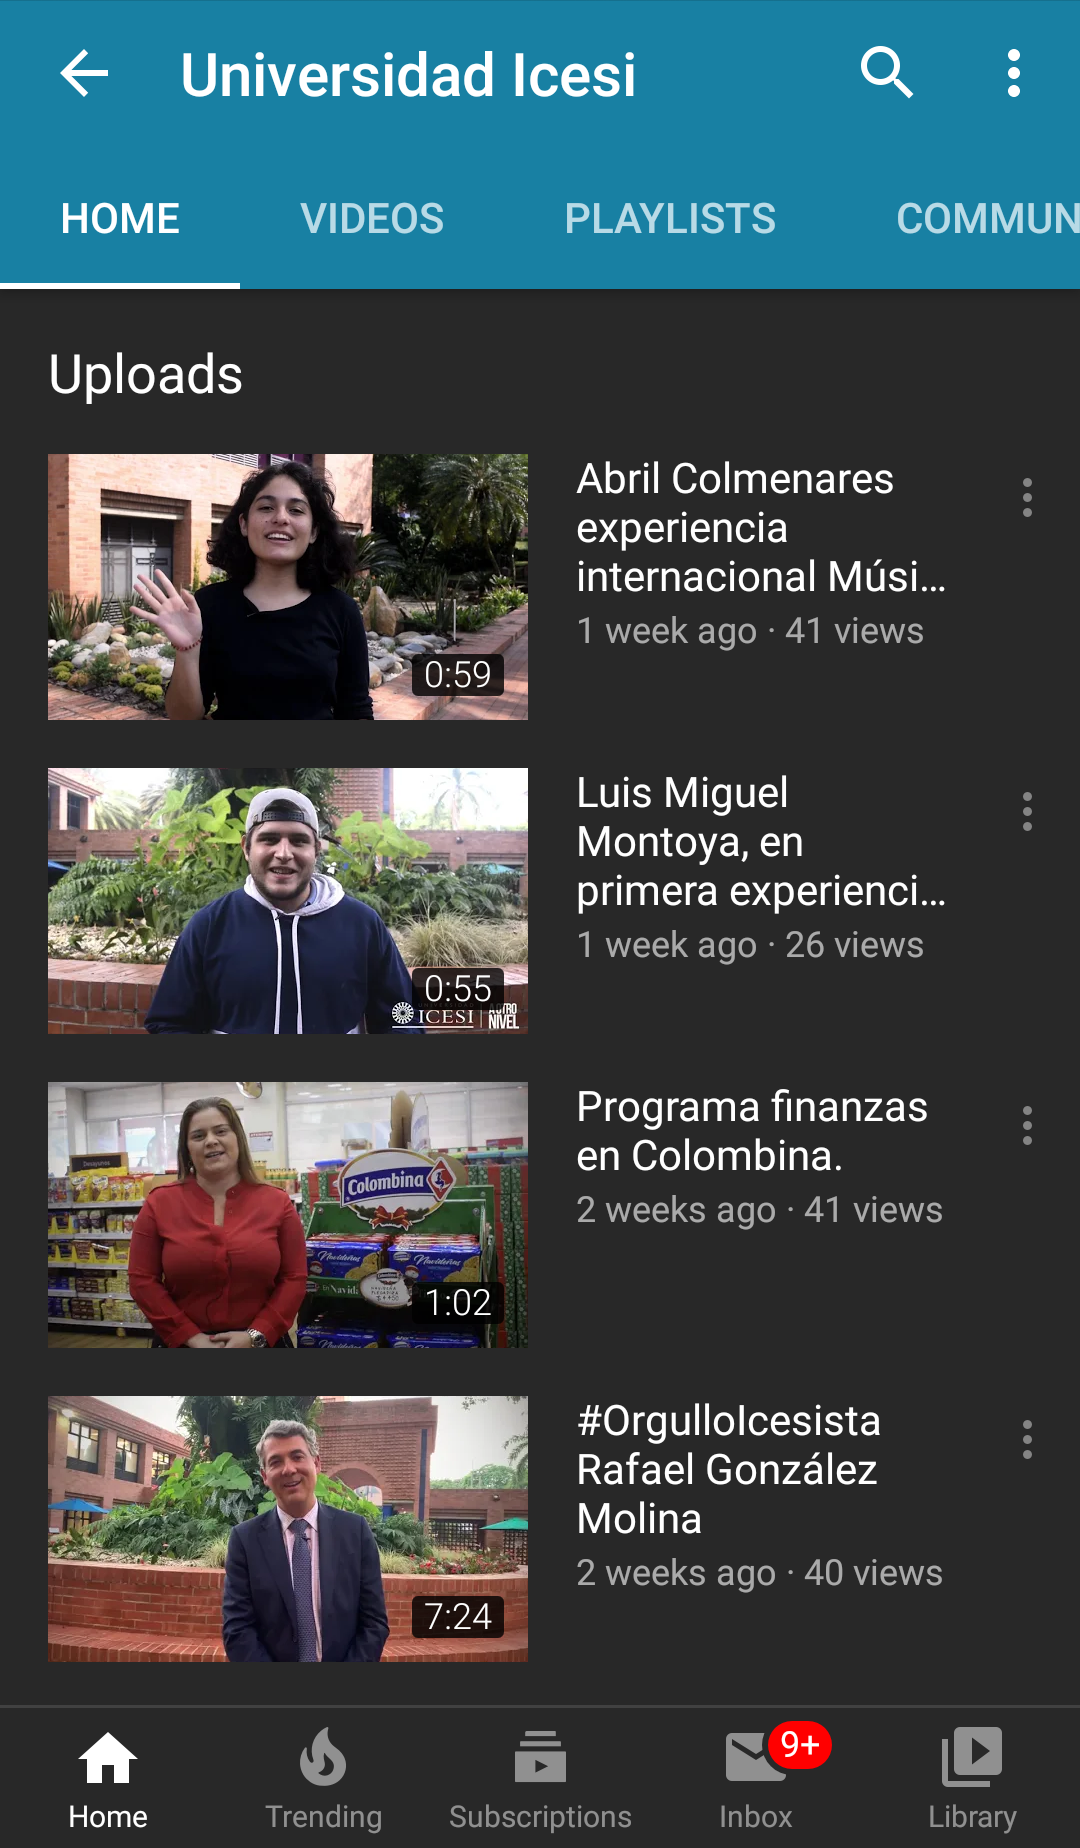 Universidad Icesi
HOME VIDEOS PLAYLISTS COMMUN
Uploads
Abril Colmenares
experiencia
internacional Músi...
1 week ago · 41 views
0:59
Luis Miguel
Montoya, en
primera experienci...
1 week ago · 26 views
0:55
ICESI
NIVEL
Programa finanzas
en Colombina.
2 weeks ago · 41 views
Colombina
Navideñas
Navideñas
1:02
#OrgulloIcesista
Rafael González
Molina
2 weeks ago · 40 views
7:24
9+
Home Trending Subscriptions Inbox Library